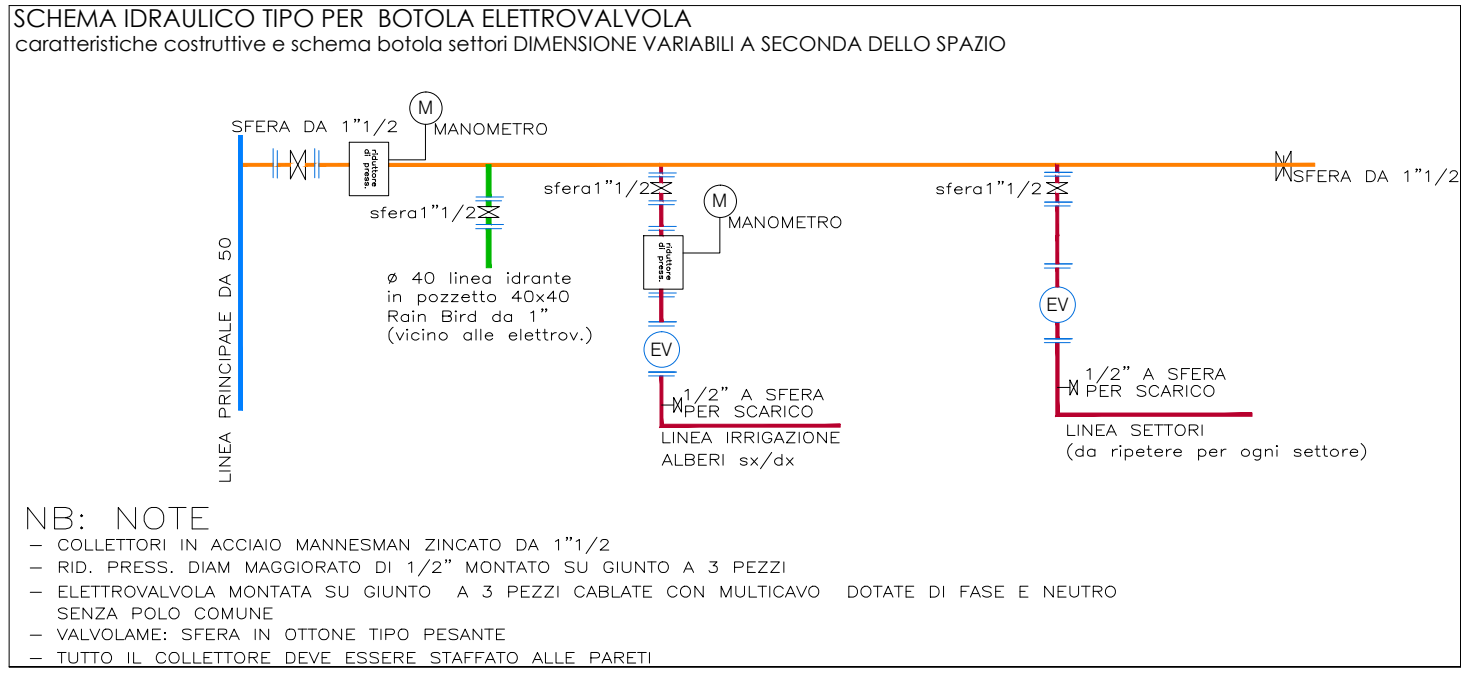 SCHEMA IDRAULICO TIPO PER BOTOLA ELETTROVALVOLA
caratteristiche costruttive e schema botola settori DIMENSIONE VARIABILI A SECONDA DELLO SPAZIO
SFERA DA 1"1/2
M
MANOMETRO
riduttore
di press.
LINEA PRINCIPALE DA 50
sfera1"1/2
Ø 40 linea idrante
in pozzetto 40x40
Rain Bird da 1"
(vicino alle elettrov.)
sfera1"1/2
M
MANOMETRO
riduttore
di press.
EV
1/2" A SFERA
PER SCARICO
LINEA IRRIGAZIONE
ALBERI sx/dx
sfera1"1/2
EV
1/2" A SFERA
PER SCARICO
LINEA SETTORI
(da ripetere per ogni settore)
SFERA DA 1"1/2
NB: NOTE
– COLLETTORI IN ACCIAIO MANNESMAN ZINCATO DA 1"1/2
– RID. PRESS. DIAM MAGGIORATO DI 1/2" MONTATO SU GIUNTO A 3 PEZZI
– ELETTROVALVOLA MONTATA SU GIUNTO A 3 PEZZI CABLATE CON MULTICAVO DOTATE DI FASE E NEUTRO
SENZA POLO COMUNE
– VALVOLAME: SFERA IN OTTONE TIPO PESANTE
– TUTTO IL COLLETTORE DEVE ESSERE STAFFATO ALLE PARETI